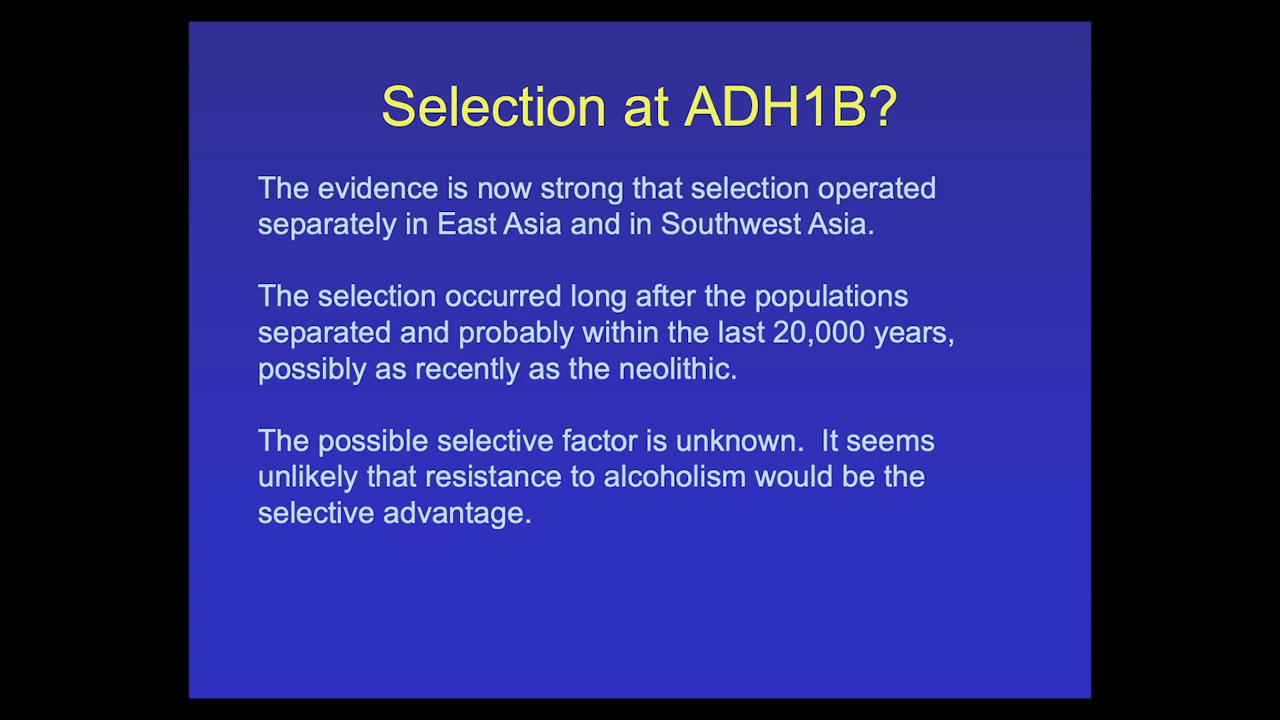 Selection at ADH1B?
The evidence is now strong that selection operated
separately in East Asia and in Southwest Asia.
The selection occurred long after the populations
separated and probably within the last 20,000 years,
possibly as recently as the neolithic.
The possible selective factor is unknown.  It seems
unlikely that resistance to alcoholism would be the
selective advantage.